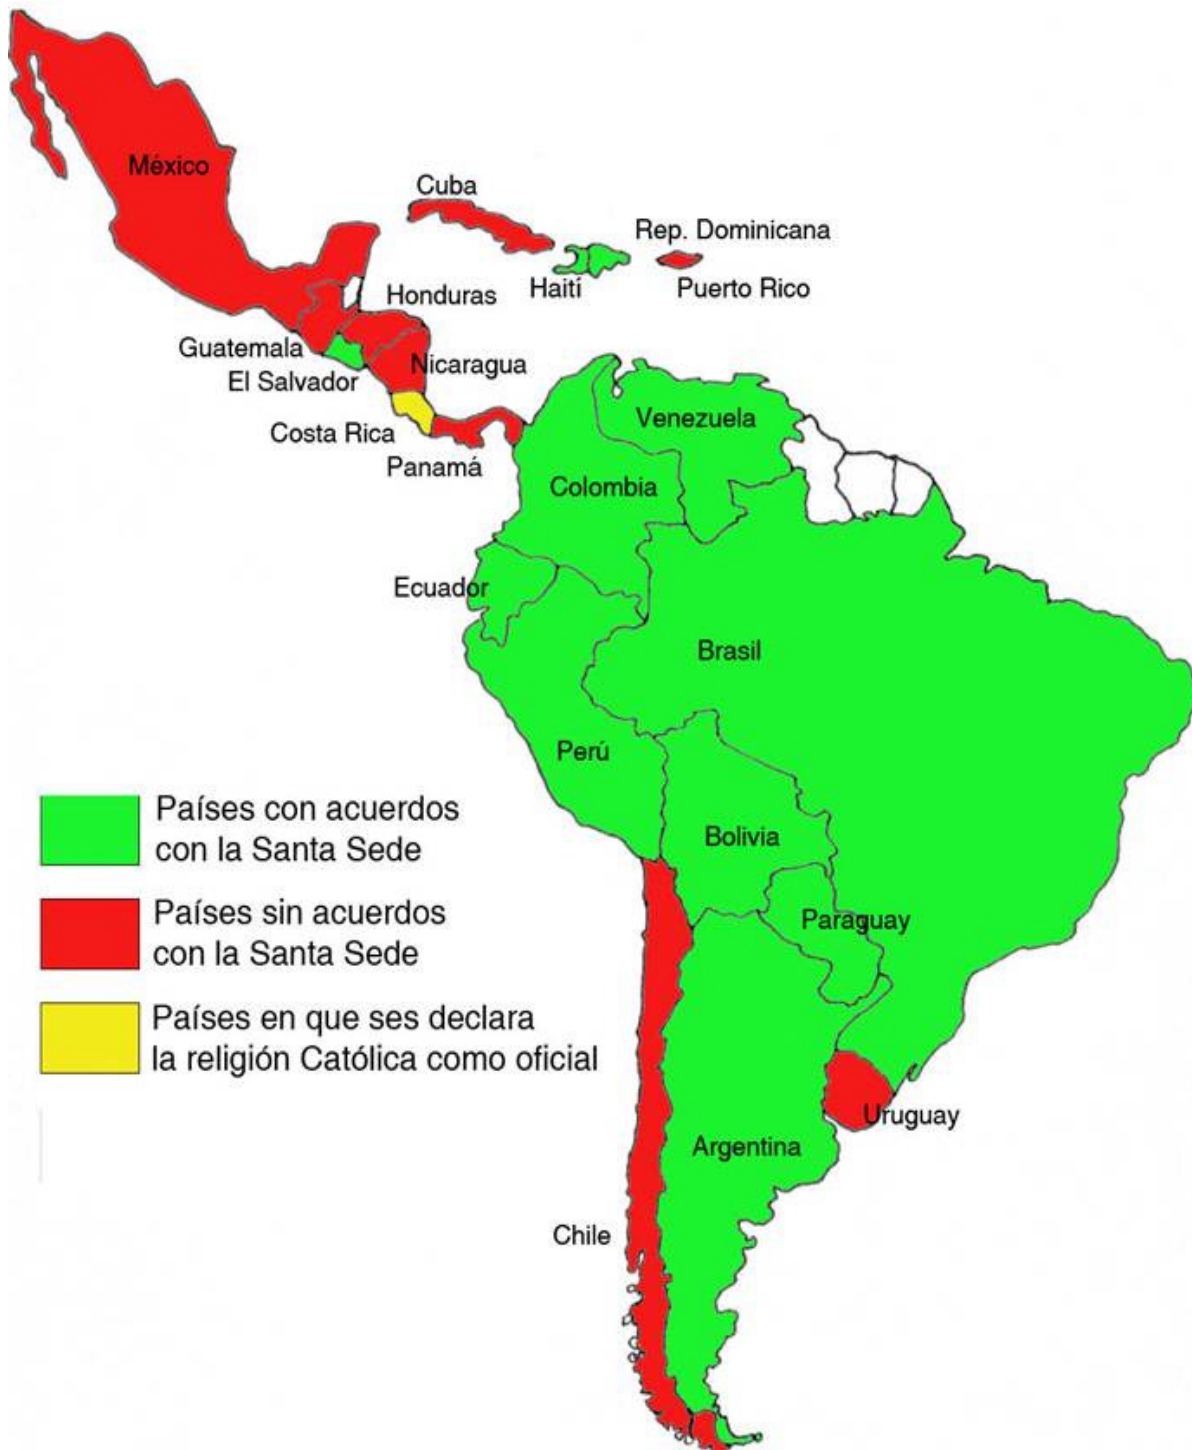 México
Cuba
Rep. Dominicana
Haití
Puerto Rico
Honduras
Guatemala
Nicaragua
El Salvador
Costa Rica
Panamá
Venezuela
Colombia
Ecuador
Brasil
Perú
Bolivia
Paraguay
Uruguay
Argentina
Chile
Países con acuerdos
con la Santa Sede
Países sin acuerdos
con la Santa Sede
Países en que ses declara
la religión Católica como oficial